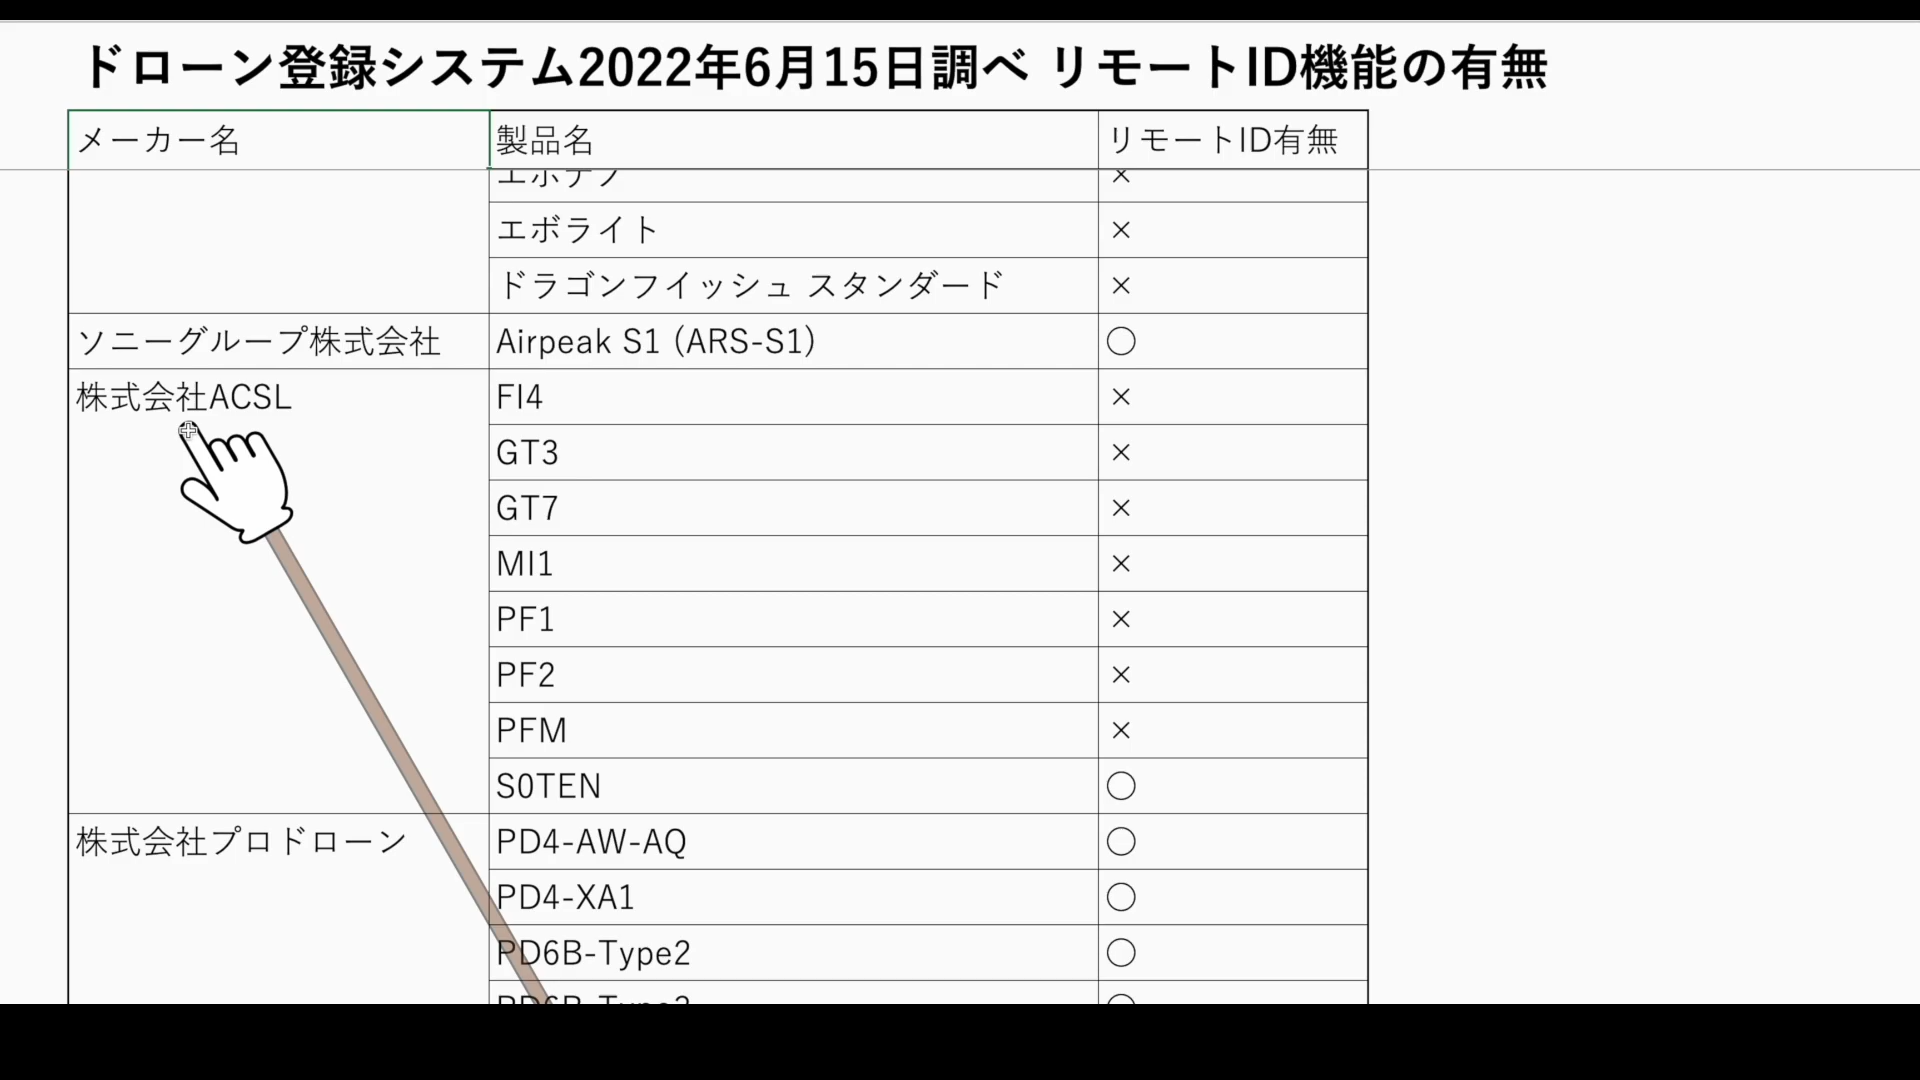 ドローン登録システム2022年6月15日調べ リモートID機能の有無
メーカー名 製品名 リモートID有無
×
エボライト ×
ドラゴンフイッシュ スタンダード ×
ソニーグループ株式会社 Airpeak S1 (ARS-S1) ○
株式会社ACSL FI4 ×
GT3 ×
GT7 ×
MI1 ×
PF1 ×
PF2 ×
PFM ×
S0TEN ○
株式会社プロドローン PD4-AW-AQ ○
PD4-XA1 ○
PD6B-Type2 ○